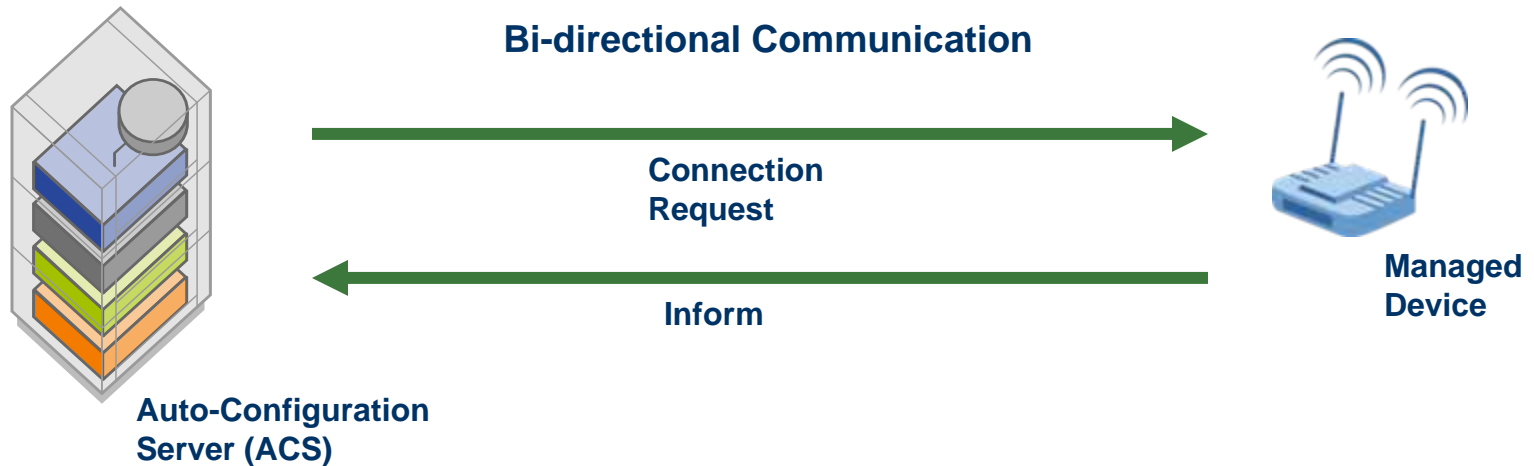 Bi-directional Communication
Connection
Request
Inform
Managed
Device
Auto-Configuration
Server (ACS)